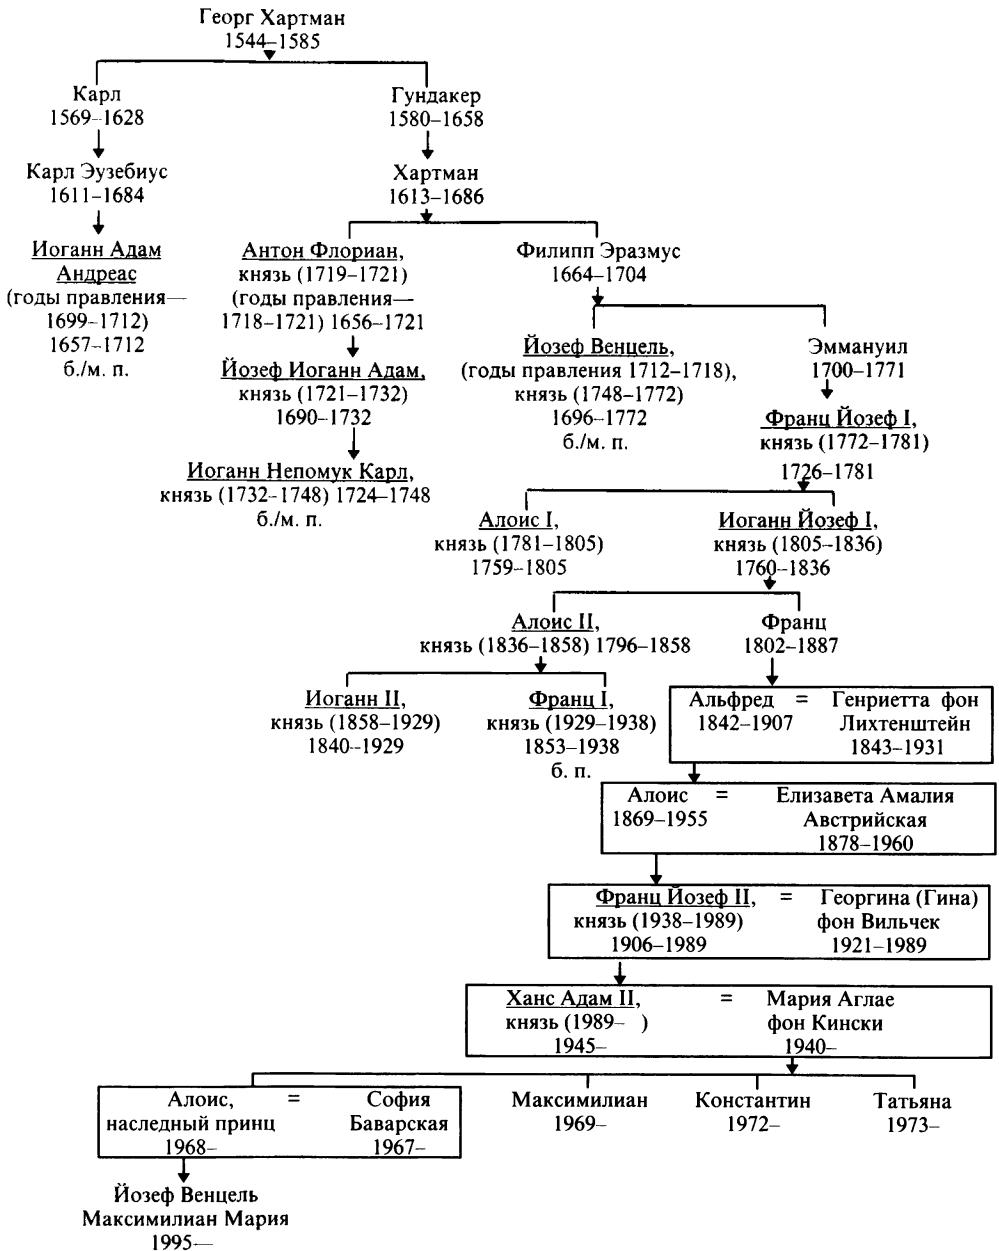 Георг Хартман
1544–1585
Карл
1569–1628
Гундакер
1580–1658
Карл Эузебиус
1611–1684
Хартман
1613–1686
Иоганн Адам
Андреас
(годы правления—
1699–1712)
1657–1712
б./м. п.
Антон Флориан,
князь (1719–1721)
(годы правления—
1718–1721) 1656–1721
Филипп Эразмус
1664–1704
Йозеф Иоганн Адам,
князь (1721–1732)
1690–1732
Йозеф Венцель,
(годы правления 1712–1718),
князь (1748–1772)
1696–1772
б./м. п.
Эммануил
1700–1771
Франц Йозеф I,
князь (1772–1781)
1726–1781
Иоганн Непомук Карл,
князь (1732–1748) 1724–1748
б./м. п.
Алоис I,
князь (1781–1805)
1759–1805
Иоганн Йозеф I,
князь (1805–1836)
1760–1836
Алоис II,
князь (1836–1858) 1796–1858
Франц
1802–1887
Иоганн II,
князь (1858–1929)
1840–1929
Франц I,
князь (1929–1938)
1853–1938
б. п.
Альфред = Генриетта фон
1842–1907 Лихтенштейн
1843–1931
Алоис = Елизавета Амалия
1869–1955 Австрийская
1878–1960
Франц Йозеф II, = Георгина (Гина)
князь (1938–1989) фон Вильчек
1906–1989 1921–1989
Ханс Адам II, = Мария Аглае
князь (1989– ) фон Кински
1945– 1940–
Алоис, = София
наследный принц Баварская
1968– 1967–
Максимилиан
1969–
Константин
1972–
Татьяна
1973–
Йозеф Венцель
Максимилиан Мария
1995—